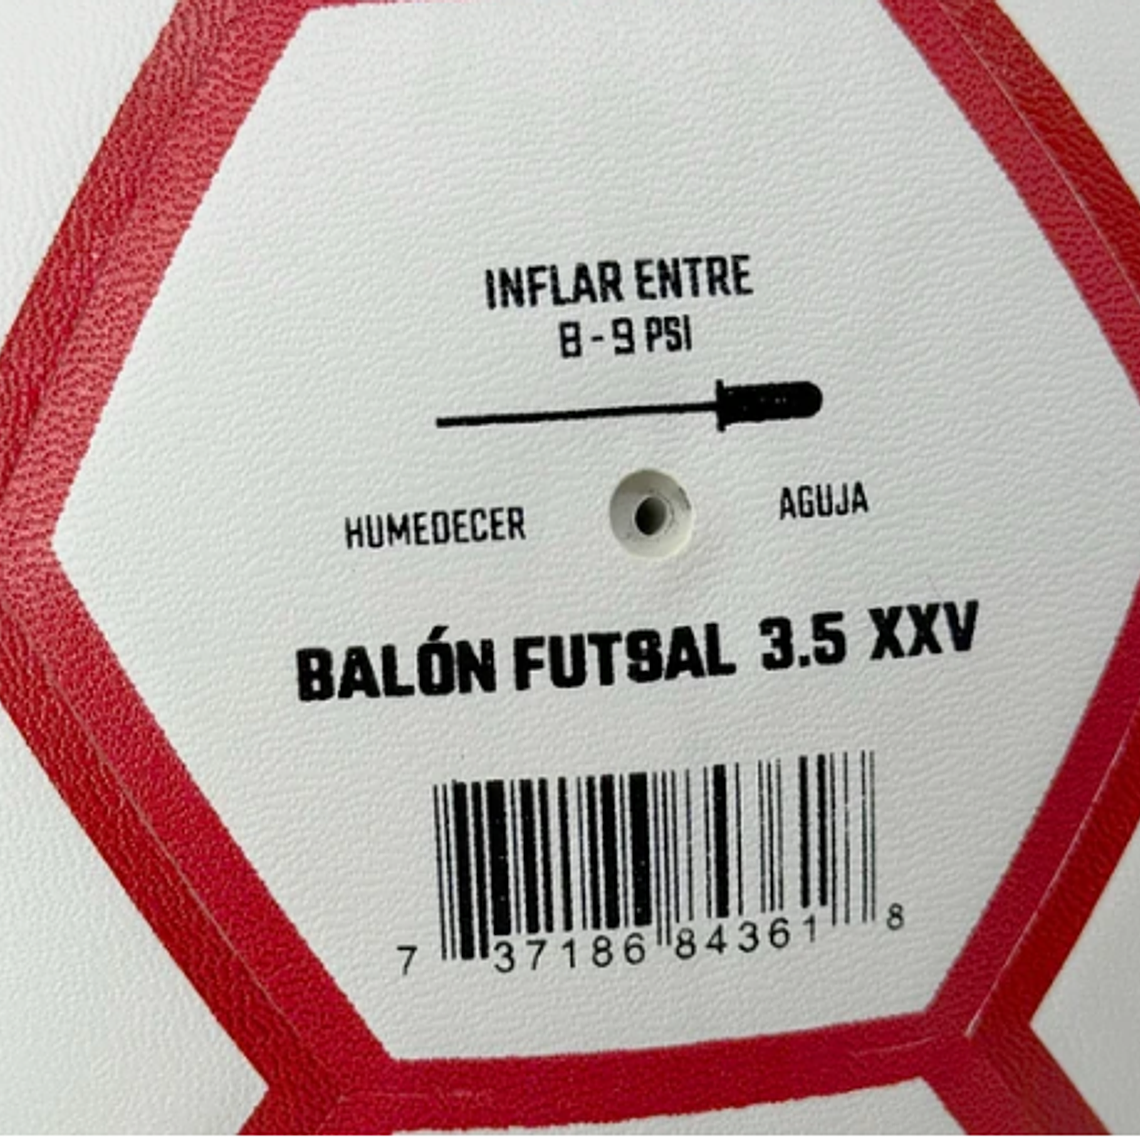 INFLAR ENTRE
8 - 9 PSI
HUMEDECER AGUJA
BALÓN FUTSAL 3.5 XXV
7 37186 84361 8